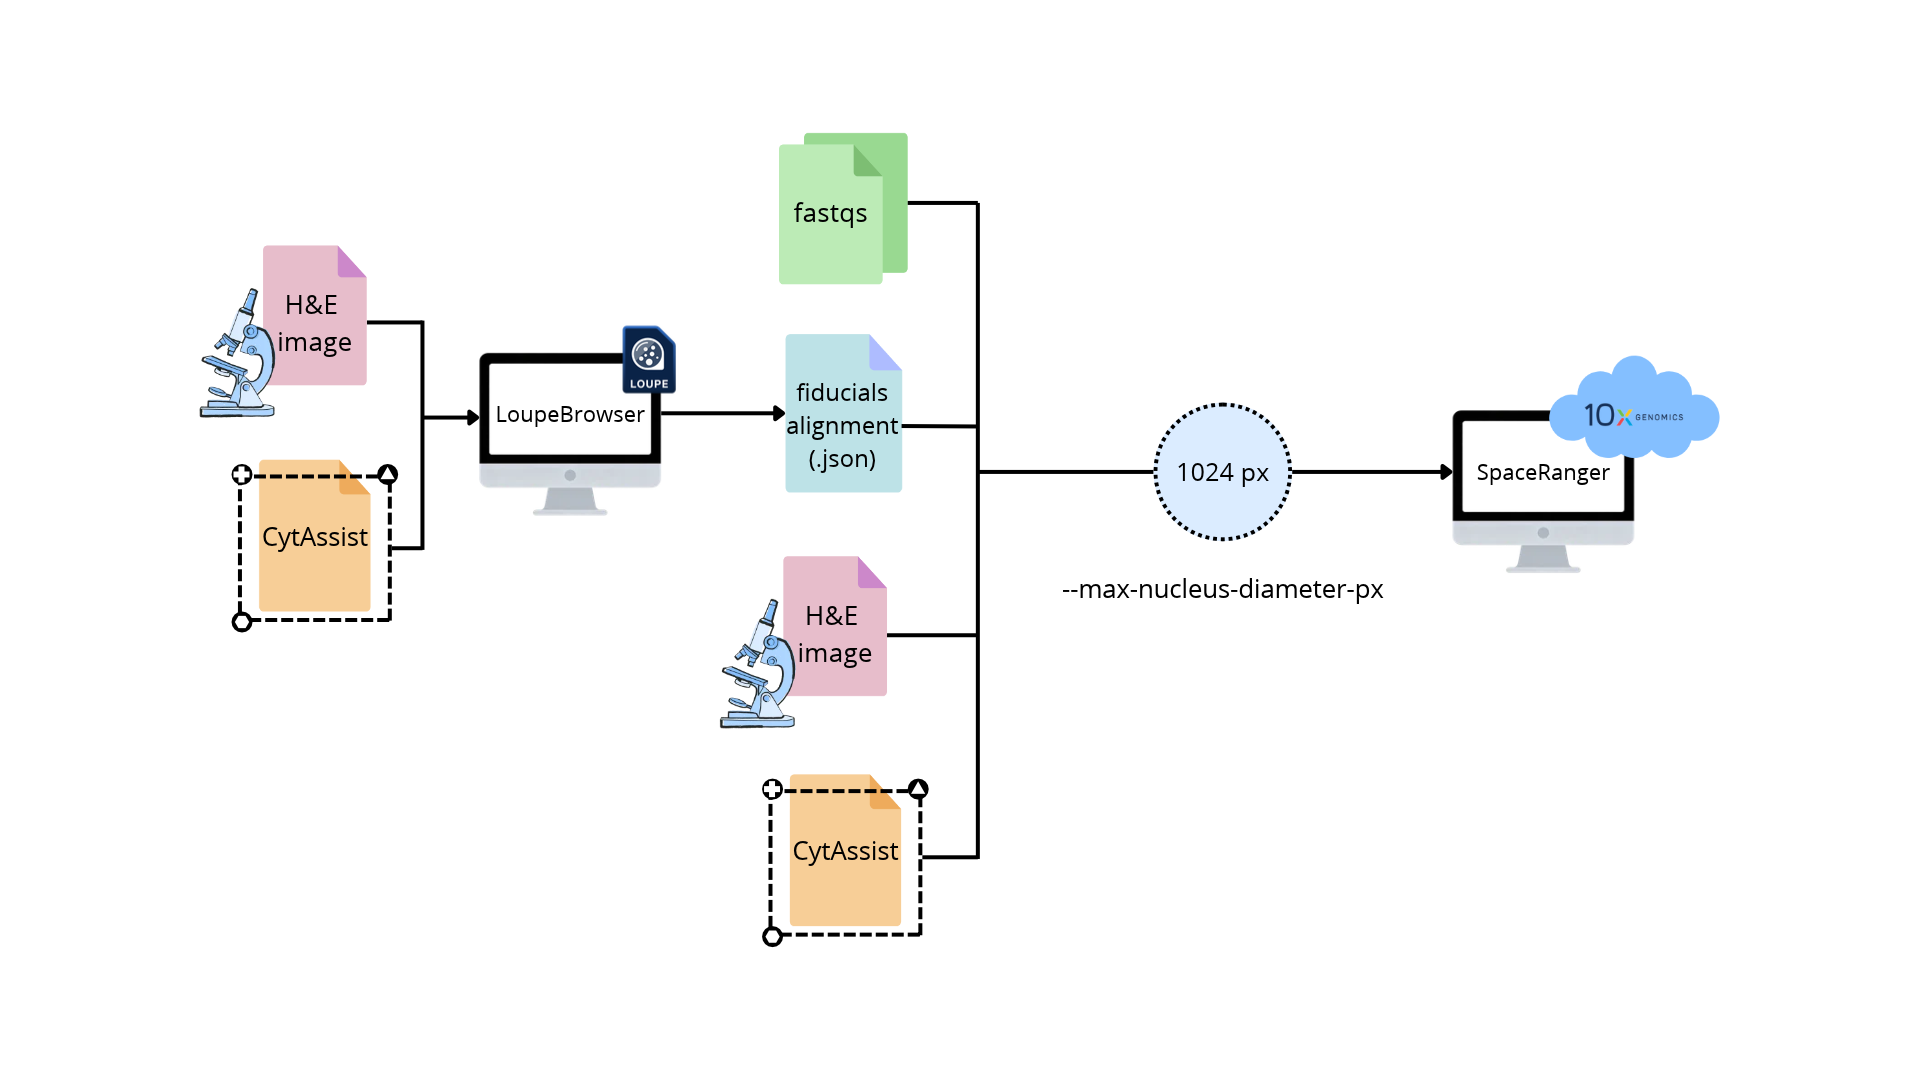 H&E
image
CytAssist
LoupeBrowser
LOUPE
fastqs
fiducials
alignment
(.json)
H&E
image
CytAssist
1024 px
--max-nucleus-diameter-px
SpaceRanger
10X GENOMICS